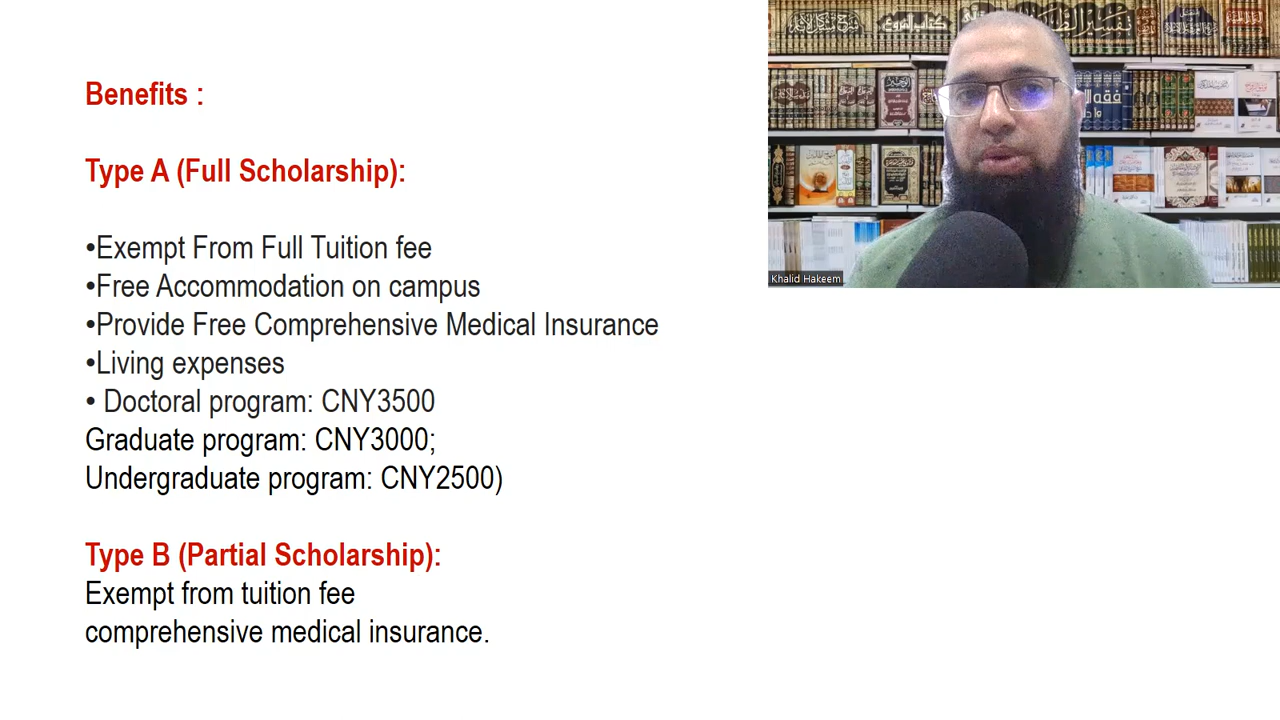 Benefits :
Type A (Full Scholarship):
•Exempt From Full Tuition fee
•Free Accommodation on campus
•Provide Free Comprehensive Medical Insurance
•Living expenses
• Doctoral program: CNY3500
Graduate program: CNY3000;
Undergraduate program: CNY2500)
Type B (Partial Scholarship):
Exempt from tuition fee
comprehensive medical insurance.
كتاب الفروع
Khalid Hakeem